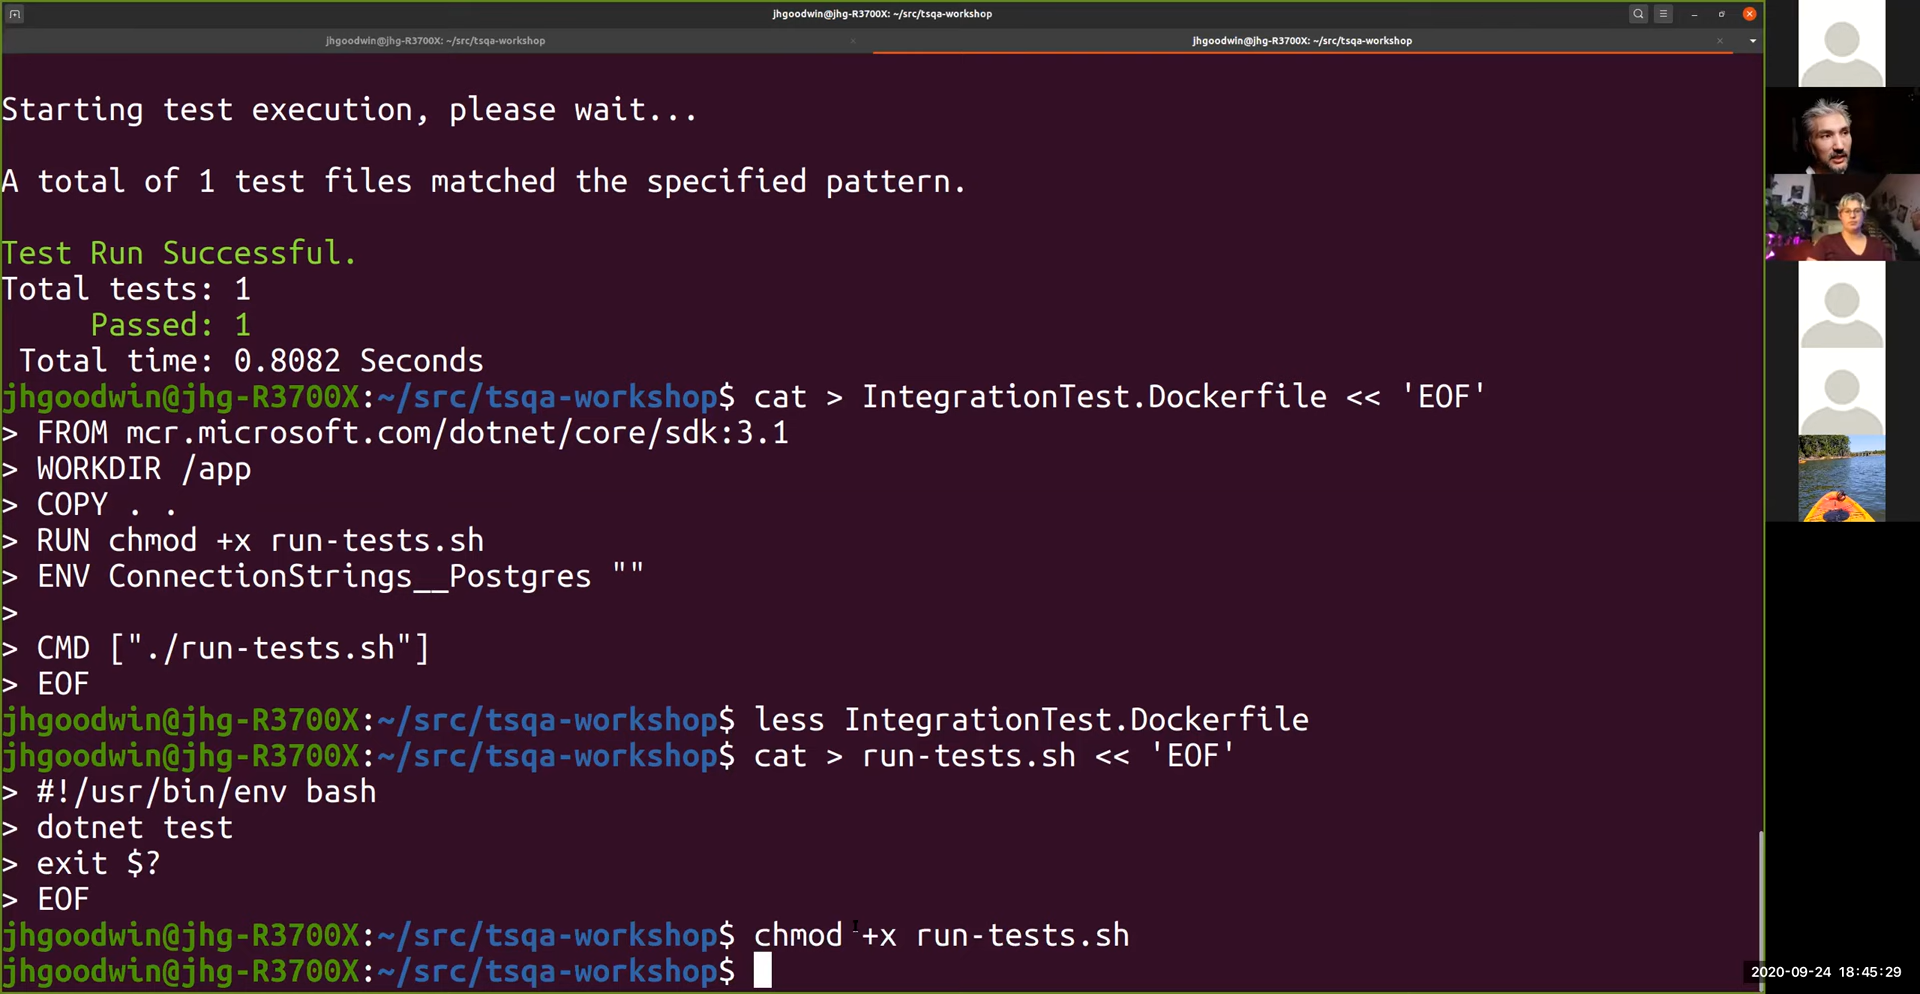 jhgoodwin@jhg-R3700X: ~/src/tsqa-workshop
jhgoodwin@jhg-R3700X: ~/src/tsqa-workshop
jhgoodwin@jhg-R3700X: ~/src/tsqa-workshop
Starting test execution, please wait...
A total of 1 test files matched the specified pattern.
Test Run Successful.
Total tests: 1
Passed: 1
Total time: 0.8082 Seconds
jhgoodwin@jhg-R3700X:~/src/tsqa-workshop$ cat > IntegrationTest.Dockerfile << 'EOF'
> FROM mcr.microsoft.com/dotnet/core/sdk:3.1
> WORKDIR /app
> COPY . .
> RUN chmod +x run-tests.sh
> ENV ConnectionStrings__Postgres ""
>
> CMD ["./run-tests.sh"]
> EOF
jhgoodwin@jhg-R3700X:~/src/tsqa-workshop$ less IntegrationTest.Dockerfile
jhgoodwin@jhg-R3700X:~/src/tsqa-workshop$ cat > run-tests.sh << 'EOF'
> #!/usr/bin/env bash
> dotnet test
> exit $?
> EOF
jhgoodwin@jhg-R3700X:~/src/tsqa-workshop$ chmod +x run-tests.sh
jhgoodwin@jhg-R3700X:~/src/tsqa-workshop$
2020-09-24 18:45:29